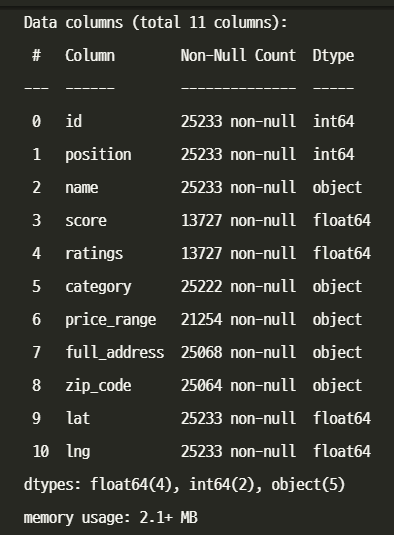 Data columns (total 11 columns):
 #   Column        Non-Null Count  Dtype
---  ------        --------------  -----
 0   id            25233 non-null  int64
 1   position      25233 non-null  int64
 2   name          25233 non-null  object
 3   score         13727 non-null  float64
 4   ratings       13727 non-null  float64
 5   category      25222 non-null  object
 6   price_range   21254 non-null  object
 7   full_address  25068 non-null  object
 8   zip_code      25064 non-null  object
 9   lat           25233 non-null  float64
 10  lng           25233 non-null  float64
dtypes: float64(4), int64(2), object(5)
memory usage: 2.1+ MB